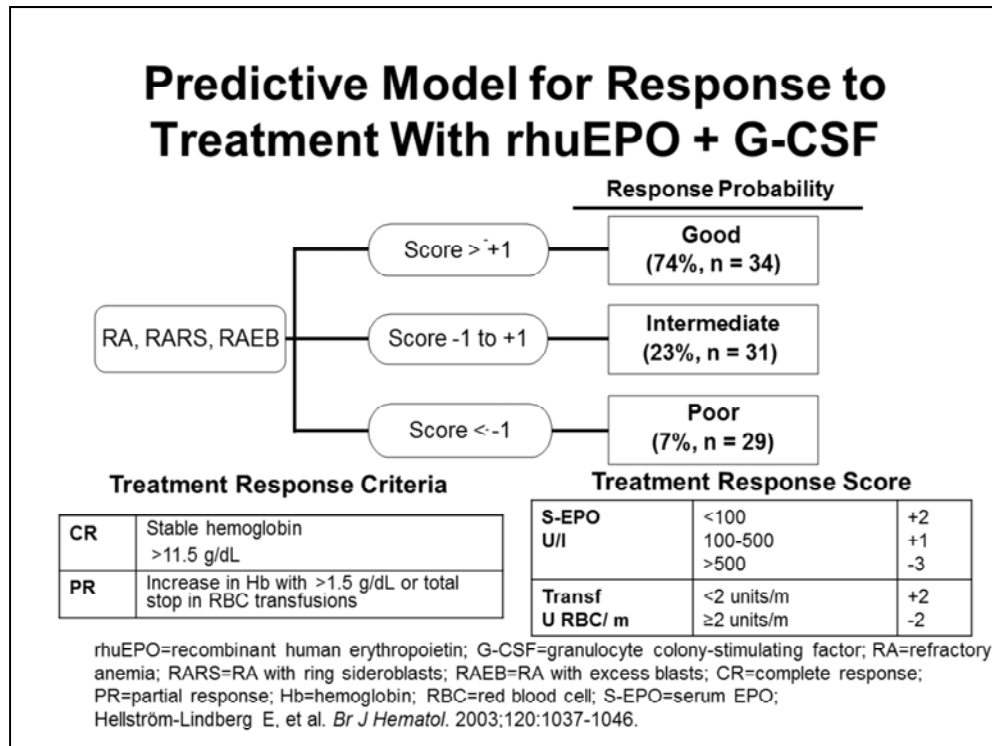 Predictive Model for Response to
Treatment With rhuEPO + G-CSF
Response Probability
RA, RARS, RAEB
Score > +1
Good
(74%, n = 34)
Score -1 to +1
Intermediate
(23%, n = 31)
Score < -1
Poor
(7%, n = 29)
Treatment Response Criteria
CR Stable hemoglobin
>11.5 g/dL
PR Increase in Hb with >1.5 g/dL or total
stop in RBC transfusions
Treatment Response Score
S-EPO <100 +2
U/I 100-500 +1
>500 -3
Transf <2 units/m +2
U RBC/ m ≥2 units/m -2
rhuEPO=recombinant human erythropoietin; G-CSF=granulocyte colony-stimulating factor; RA=refractory
anemia; RARS=RA with ring sideroblasts; RAEB=RA with excess blasts; CR=complete response;
PR=partial response; Hb=hemoglobin; RBC=red blood cell; S-EPO=serum EPO;
Hellström-Lindberg E, et al. Br J Hematol. 2003;120:1037-1046.